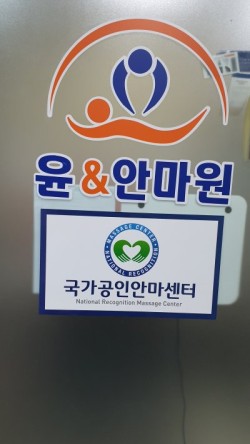 윤&안마원
MASSAGE CENTER
NATIONAL RECOGNITION
국가공인안마센터
National Recognition Massage Center